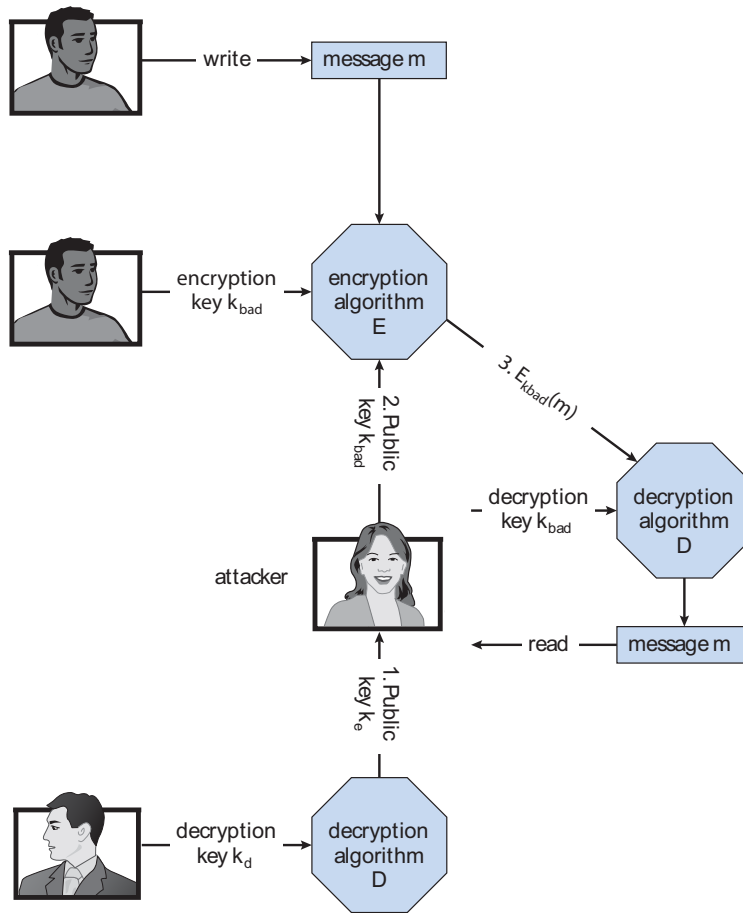 write
message m
encryption
key k_bad
encryption
algorithm
E
3. E_kbad(m)
2. Public
key k_bad
decryption
key k_bad
decryption
algorithm
D
attacker
read
message m
1. Public
key k_e
decryption
key k_d
decryption
algorithm
D